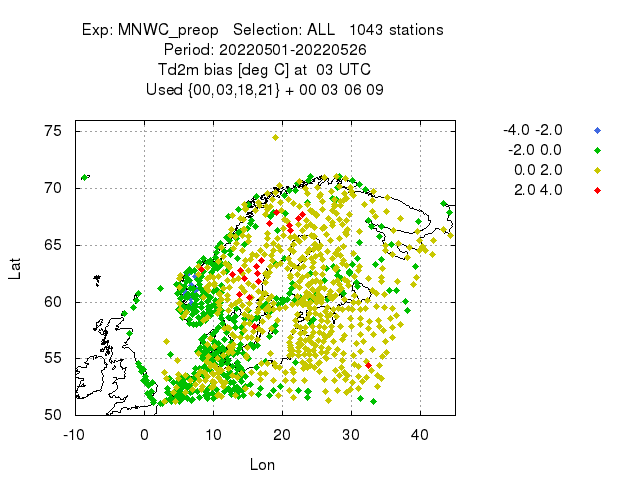 Exp: MNWC_preop   Selection: ALL   1043 stations
Period: 20220501-20220526
Td2m bias [deg C] at  03 UTC
Used {00,03,18,21} + 00 03 06 09
-4.0 -2.0
-2.0 0.0
0.0 2.0
2.0 4.0
75
70
65
60
55
50
Lat
-10 0 10 20 30 40
Lon